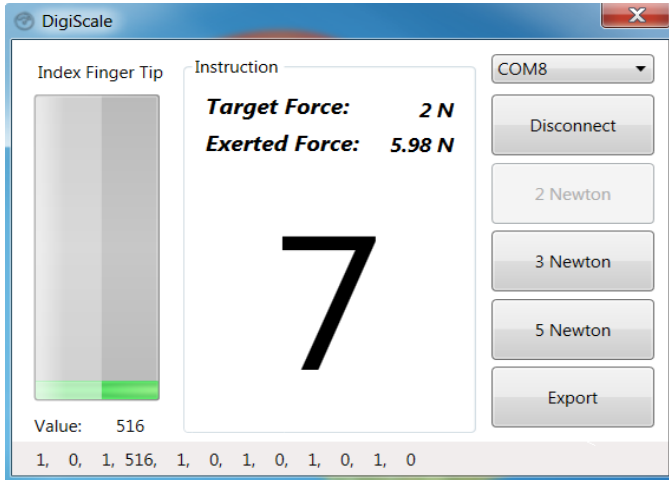 DigiScale
Index Finger Tip
Instruction
COM8
Target Force: 2 N
Exerted Force: 5.98 N
Disconnect
2 Newton
7
3 Newton
5 Newton
Export
Value: 516
1, 0, 1, 516, 1, 0, 1, 0, 1, 0, 1, 0